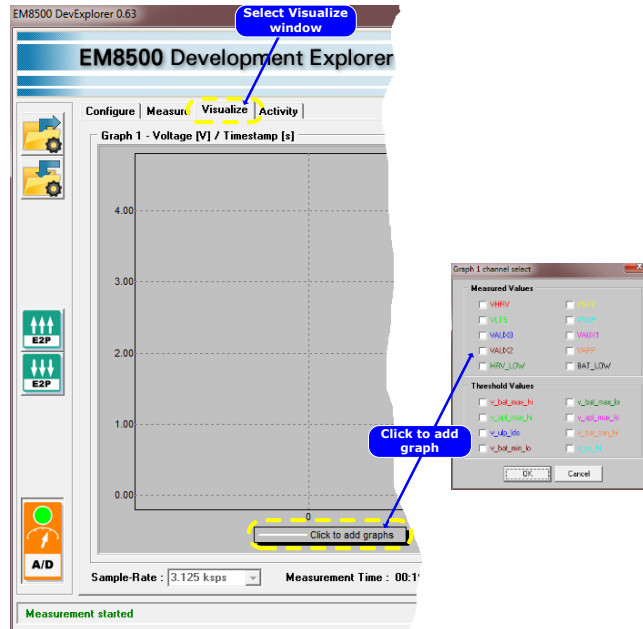 EM8500 DevExplorer 0.63
Select Visualize
window
EM8500 Development Explorer
Configure
Measure
Visualize
Activity
Graph 1 - Voltage [V] / Timestamp [s]
4.00
3.00
2.00
1.00
0.00
0
E2P
E2P
A/D
Click to add graphs
Click to add
graph
Sample-Rate : 3.125 ksps
Measurement Time : 00:1
Measurement started
Graph 1 channel select
Measured Values
VHRV
VSTS
VLTS
VSUP
VAUX0
VAUX1
VAUX2
HRV_LOW
BAT_LOW
Threshold Values
v_bat_max_hi
v_bat_max_lo
v_apl_max_hi
v_apl_max_lo
v_ulp_ldo
v_bat_min_hi
v_bat_min_lo
OK
Cancel